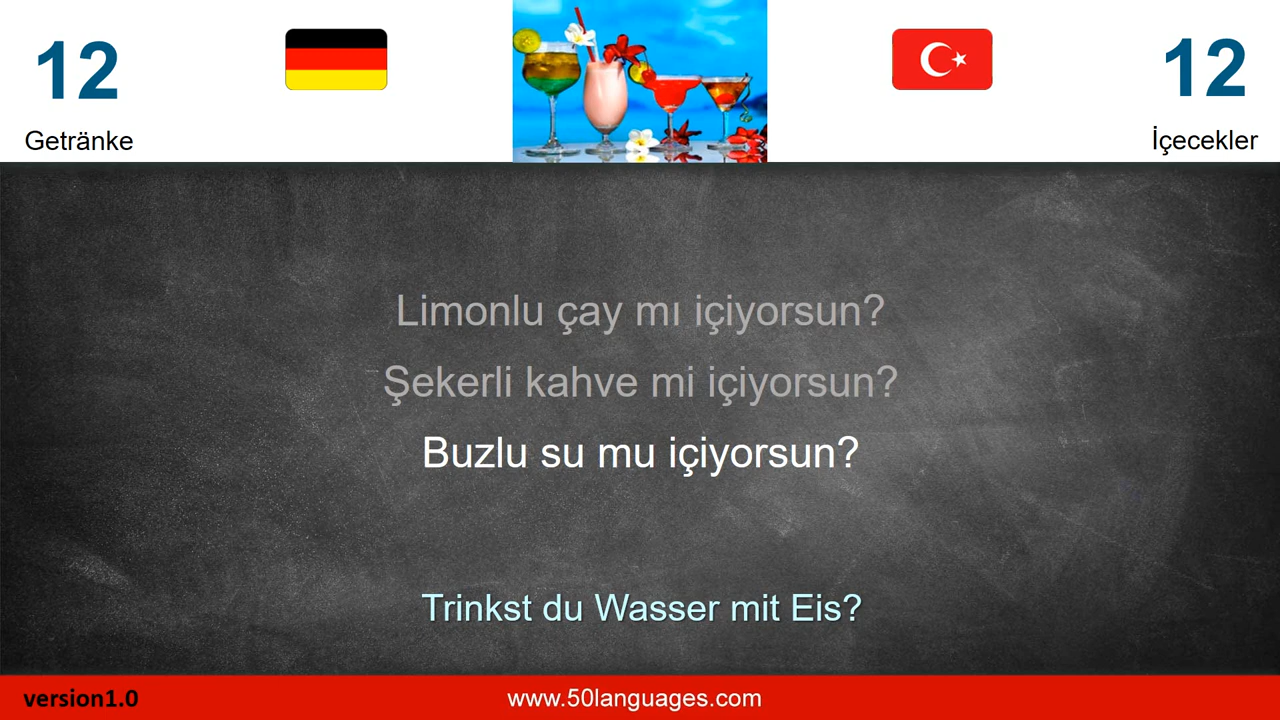 12
12
Getränke
İçecekler
Limonlu çay mı içiyorsun?
Şekerli kahve mi içiyorsun?
Buzlu su mu içiyorsun?
Trinkst du Wasser mit Eis?
version1.0
www.50languages.com